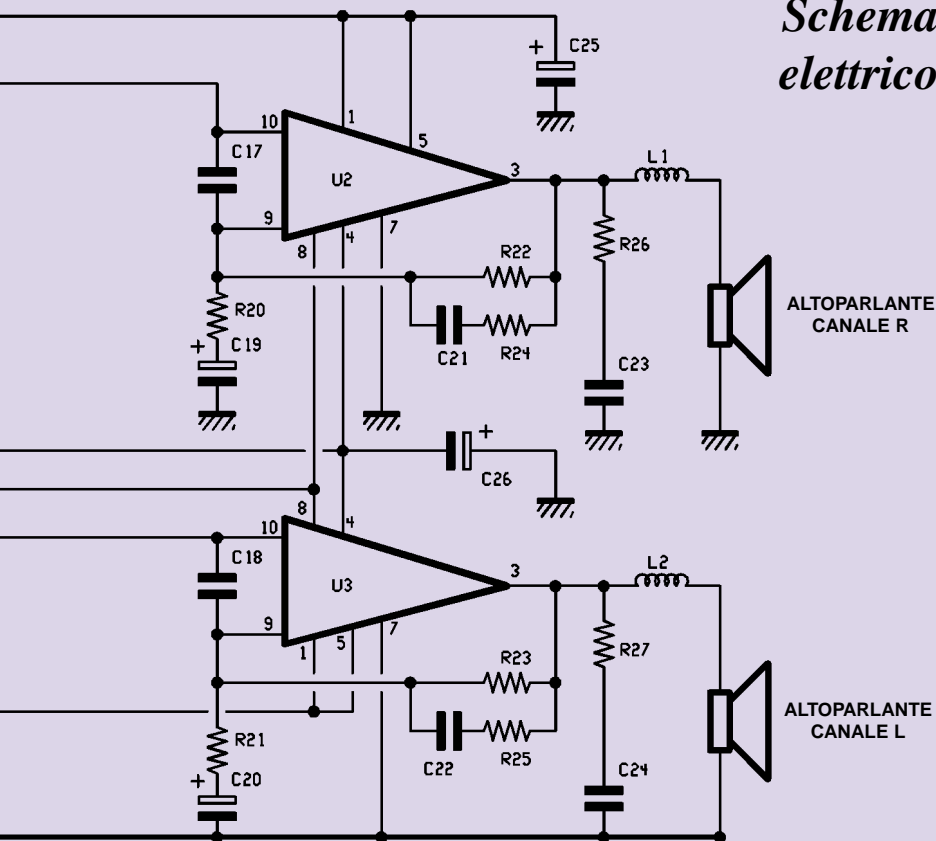 Schema
elettrico
+ C25
10
1
C17
5
U2
3
L1
9
8
4
7
R22
R26
R20
+ C19
ALTOPARLANTE
CANALE R
C21
R24
C23
+
C26
8
4
10
C18
U3
3
L2
9
1
5
7
R23
R27
R21
+ C20
ALTOPARLANTE
CANALE L
C22
R25
C24